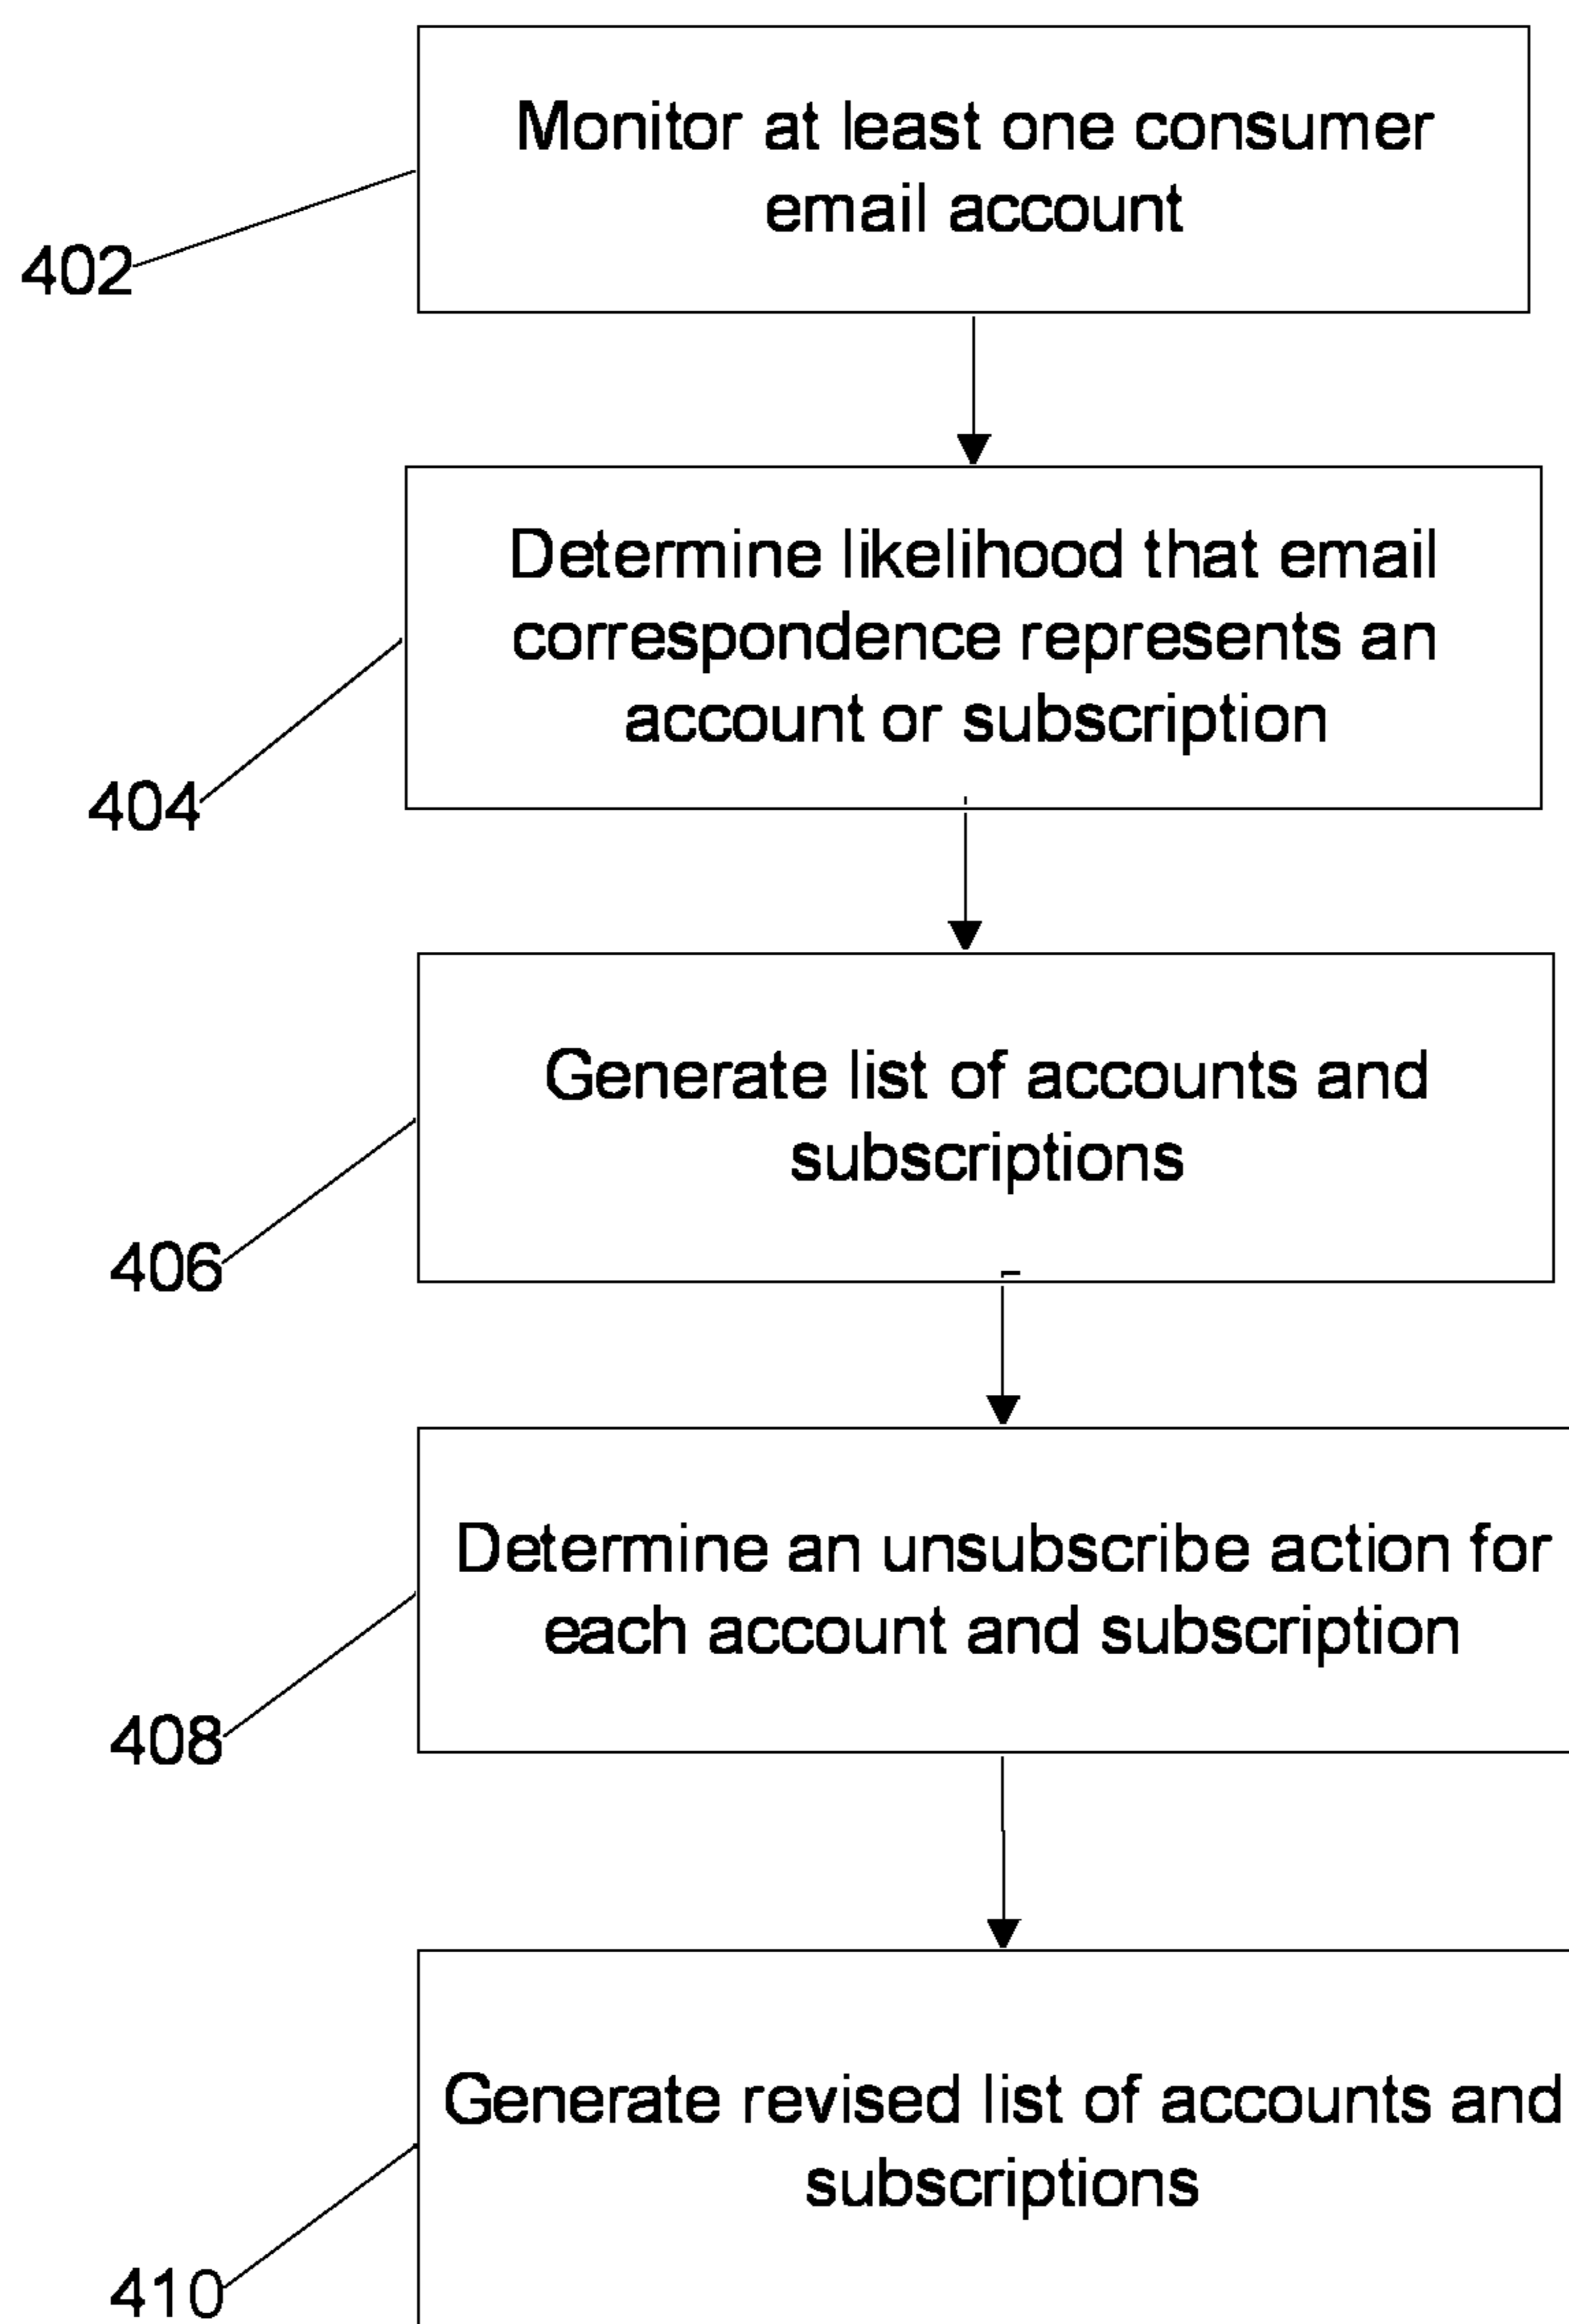 Monitor at least one consumer
email account
402
Determine likelihood that email
correspondence represents an
account or subscription
404
Generate list of accounts and
subscriptions
406
Determine an unsubscribe action for
each account and subscription
408
Generate revised list of accounts and
subscriptions
410